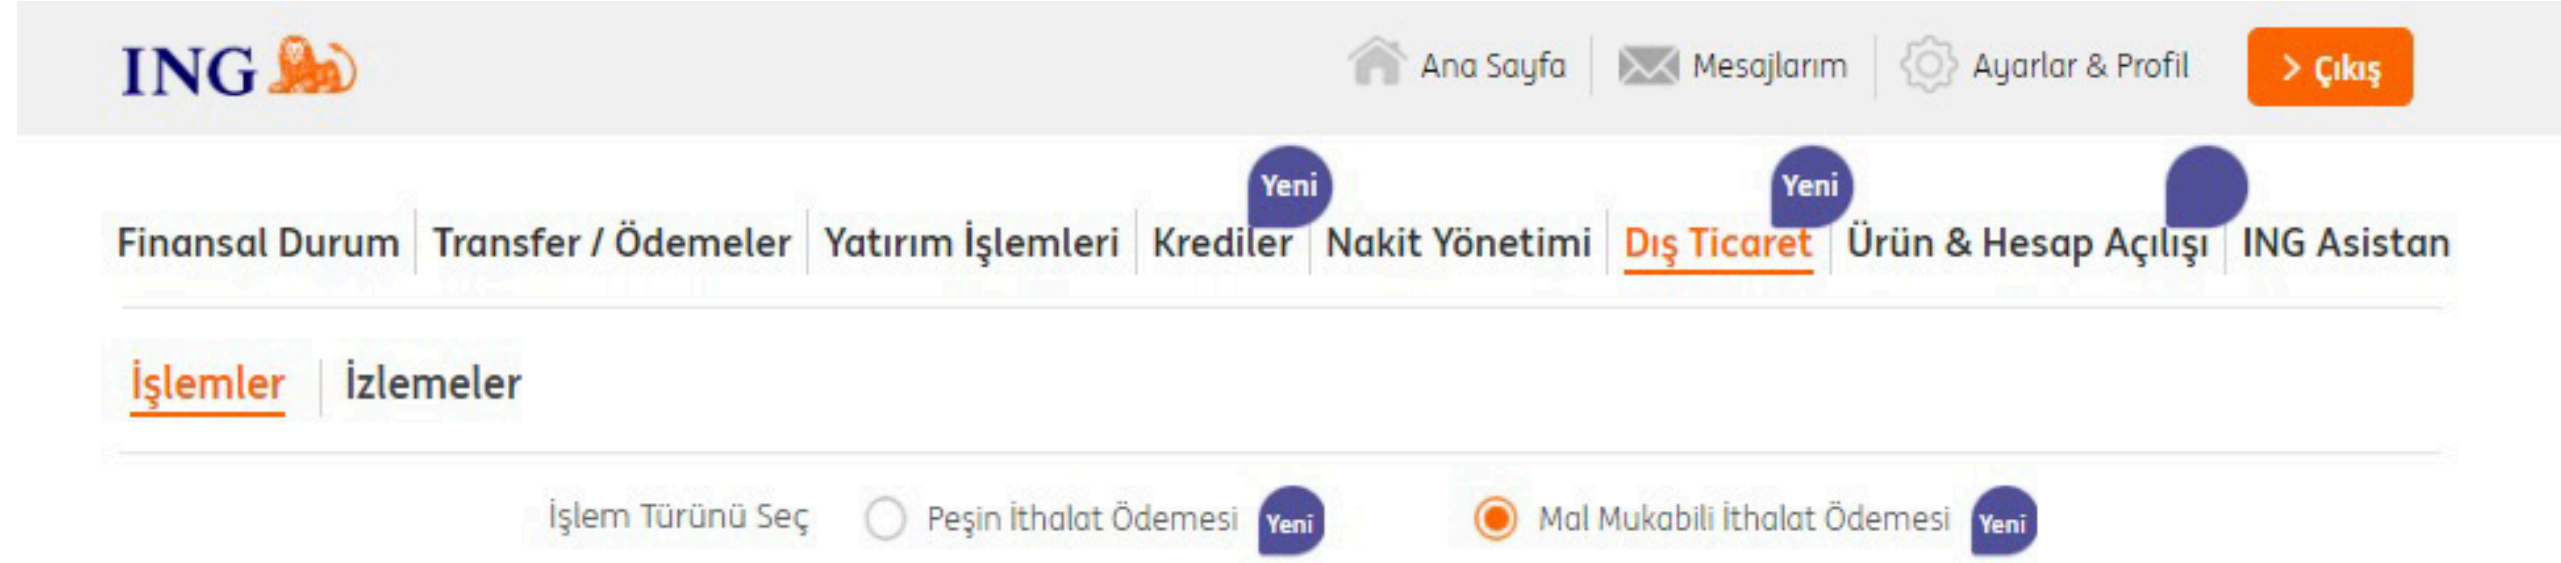 ING Ana Sayfa Mesajlarım Ayarlar & Profil > Çıkış
Yeni Yeni
Finansal Durum Transfer / Ödemeler Yatırım İşlemleri Krediler Nakit Yönetimi Dış Ticaret Ürün & Hesap Açılışı ING Asistan
İşlemler İzlemeler
İşlem Türünü Seç Peşin İthalat Ödemesi Yeni Mal Mukabili İthalat Ödemesi Yeni